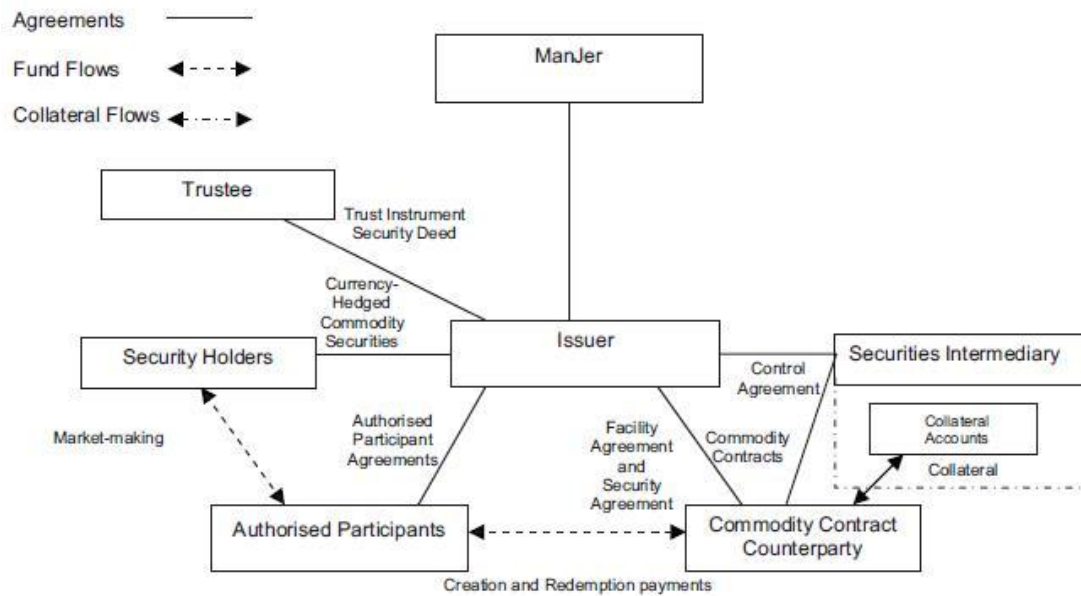 Agreements
Fund Flows
Collateral Flows
ManJer
Trustee
Trust Instrument
Security Deed
Currency-
Hedged
Commodity
Securities
Issuer
Security Holders
Securities Intermediary
Control
Agreement
Collateral
Accounts
Collateral
Market-making
Authorised
Participant
Agreements
Facility
Agreement
and
Security
Agreement
Commodity
Contracts
Authorised Participants
Commodity Contract
Counterparty
Creation and Redemption payments